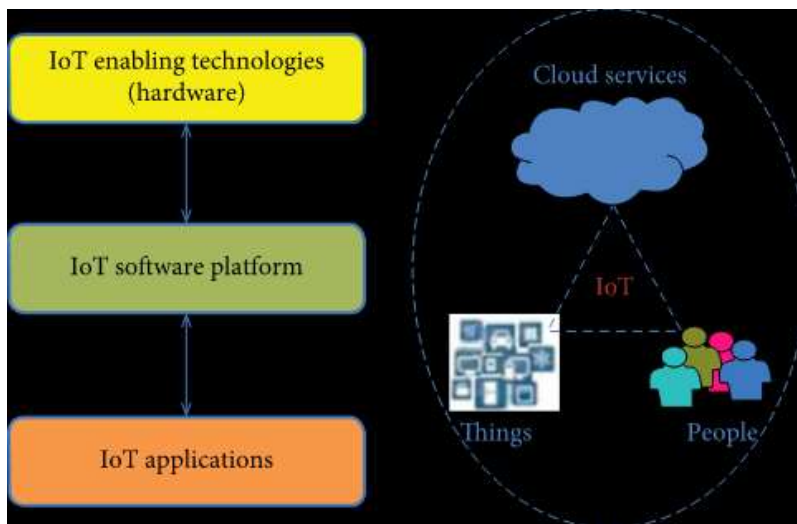 IoT enabling technologies
(hardware)
IoT software platform
IoT applications
Cloud services
IoT
Things
People